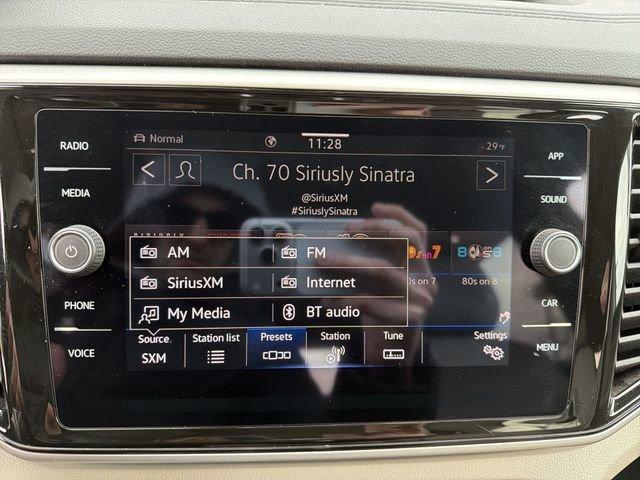 RADIO
MEDIA
PHONE
VOICE
Normal
11:28
-29°F
Ch. 70 Siriusly Sinatra
@SiriusXM
#SiriuslySinatra
AM FM
SiriusXM Internet
My Media BT audio
0s on 7
80s on 8
Source Station list Presets Station Tune Settings
SXM
APP
SOUND
CAR
MENU